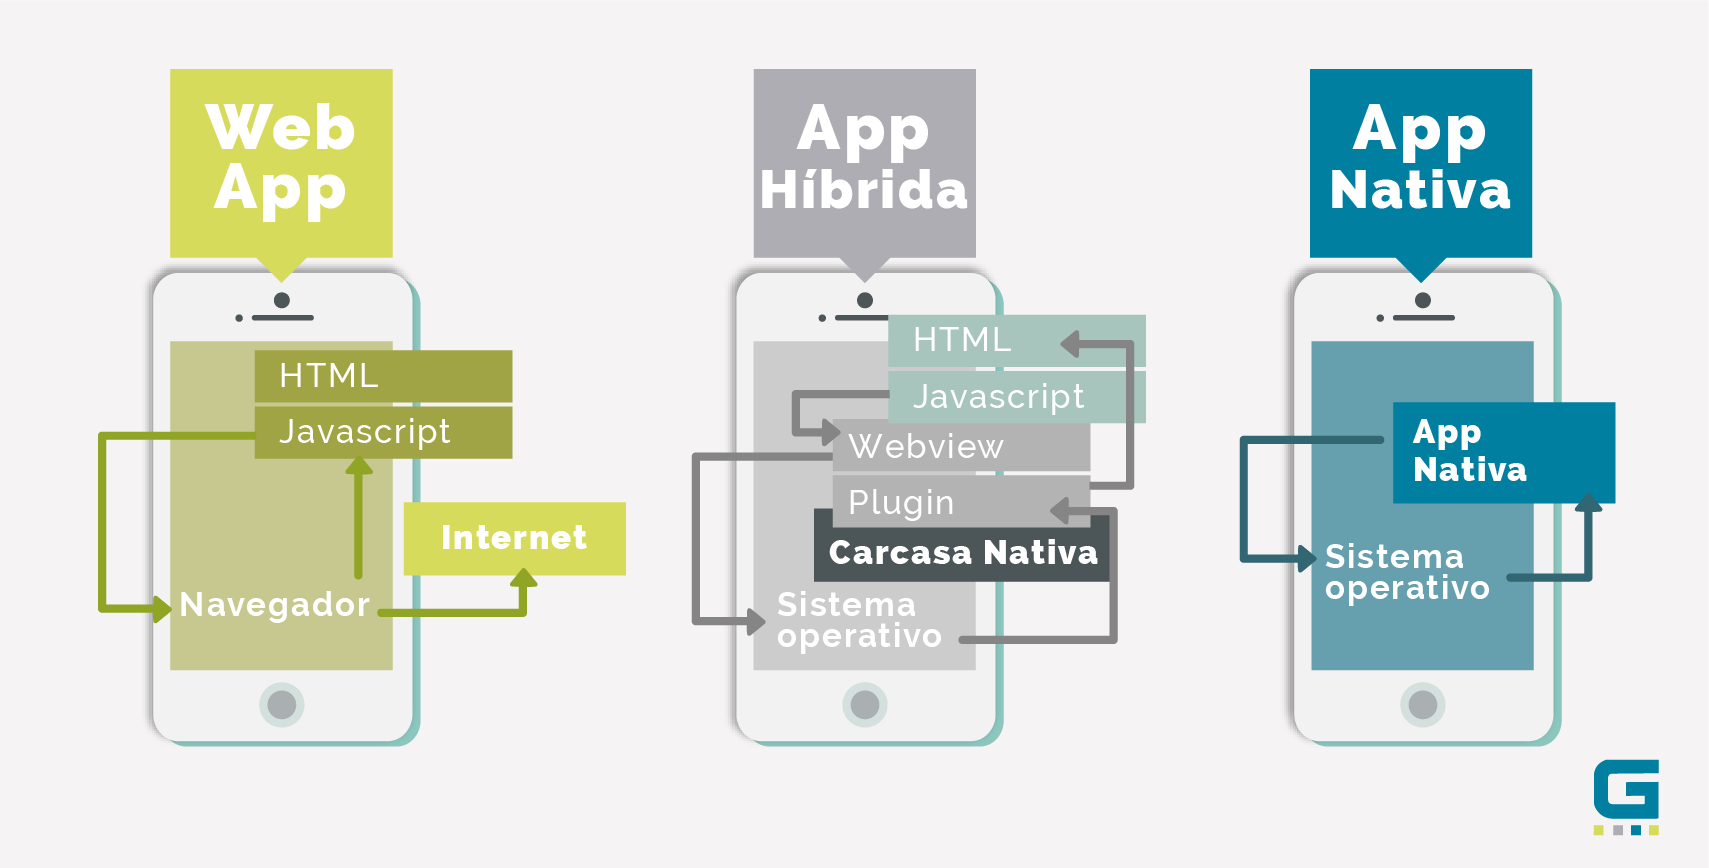 Web
App
HTML
Javascript
Internet
Navegador
App
Híbrida
HTML
Javascript
Webview
Plugin
Carcasa Nativa
Sistema
operativo
App
Nativa
App
Nativa
Sistema
operativo
G